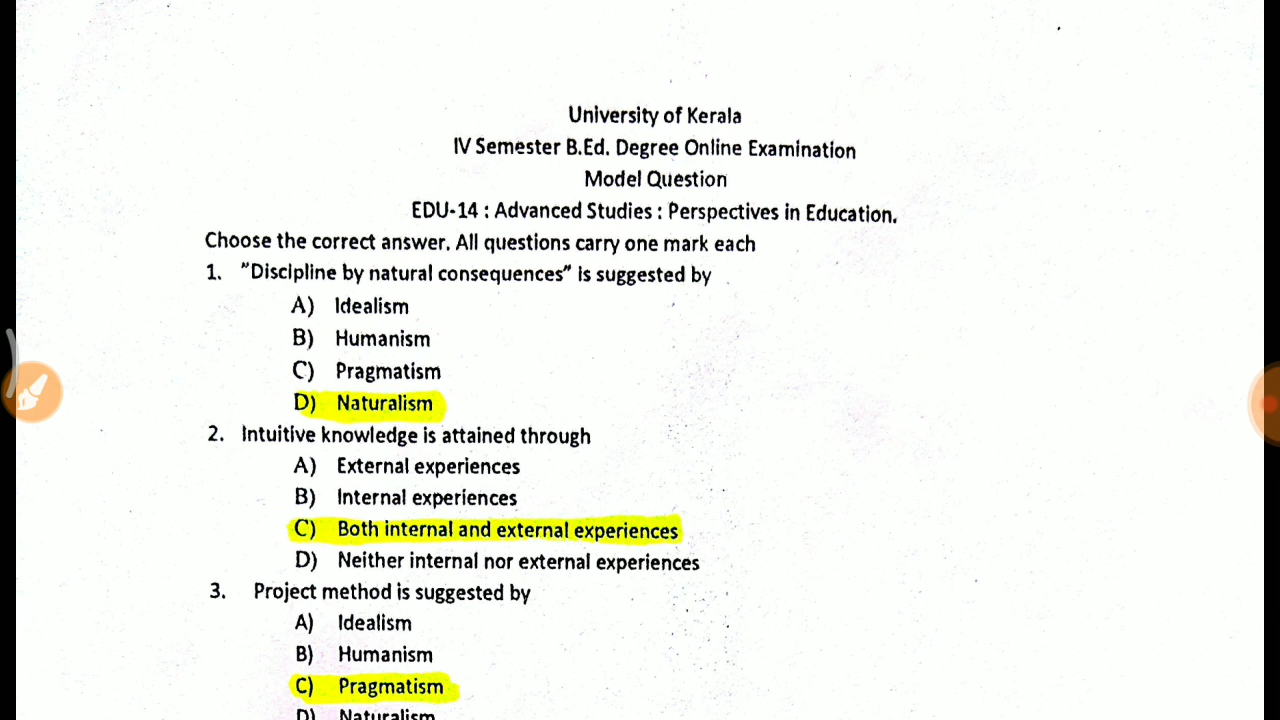 University of Kerala
IV Semester B.Ed. Degree Online Examination
Model Question
EDU-14 : Advanced Studies : Perspectives in Education.
Choose the correct answer. All questions carry one mark each
1. "Discipline by natural consequences" is suggested by
A) Idealism
B) Humanism
C) Pragmatism
D) Naturalism
2. Intuitive knowledge is attained through
A) External experiences
B) Internal experiences
C) Both internal and external experiences
D) Neither internal nor external experiences
3. Project method is suggested by
A) Idealism
B) Humanism
C) Pragmatism
D) Naturalism